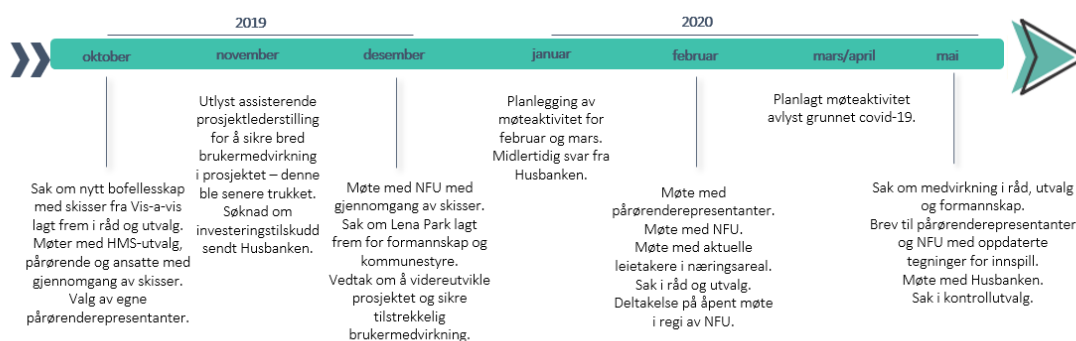 2019
2020
oktober
november
desember
januar
februar
mars/april
mai
Sak om nytt bofellesskap
med skisser fra Vis-a-vis
lagt frem i råd og utvalg.
Møter med HMS-utvalg,
pårørende og ansatte med
gjennomgang av skisser.
Valg av egne
pårørenderepresentanter.
Utlyst assisterende
prosjektlederstilling
for å sikre bred
brukermedvirkning
i prosjektet – denne
ble senere trukket.
Søknad om
investeringstilskudd
sendt Husbanken.
Møte med NFU med
gjennomgang av skisser.
Sak om Lena Park lagt
frem for formannskap og
kommunestyre.
Vedtak om å videreutvikle
prosjektet og sikre
tilstrekkelig
brukermedvirkning.
Planlegging av
møteaktivitet for
februar og mars.
Midlertidig svar fra
Husbanken.
Møte med
pårørenderepresentanter.
Møte med NFU.
Møte med aktuelle
leietakere i næringsareal.
Sak i råd og utvalg.
Deltakelse på åpent møte
i regi av NFU.
Planlagt møteaktivitet
avlyst grunnet covid-19.
Sak om medvirkning i råd, utvalg
og formannskap.
Brev til pårørenderepresentanter
og NFU med oppdaterte
tegninger for innspill.
Møte med Husbanken.
Sak i kontrollutvalg.